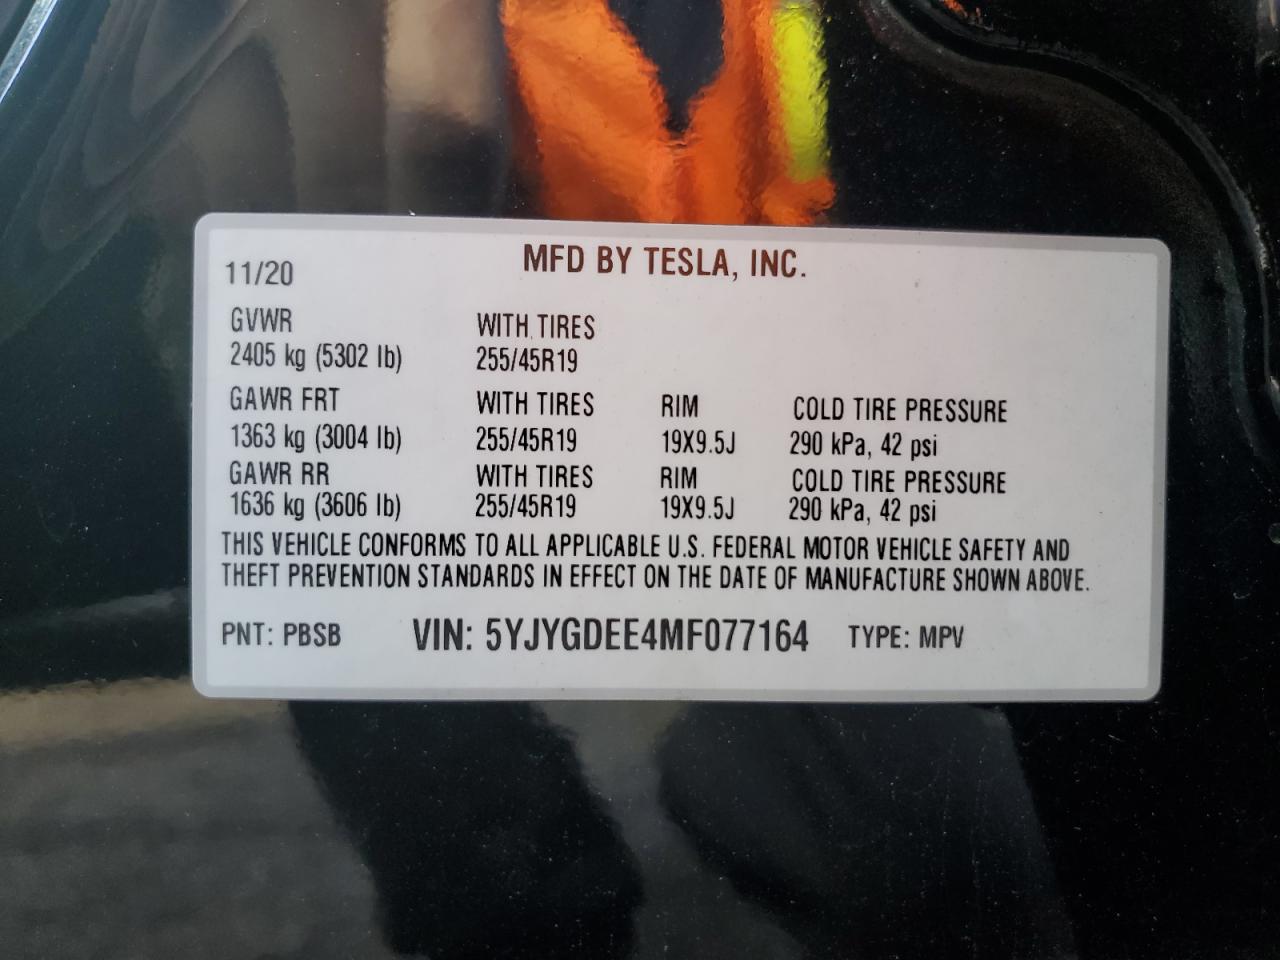 11/20 MFD BY TESLA, INC.
GVWR WITH TIRES
2405 kg (5302 lb) 255/45R19
GAWR FRT WITH TIRES RIM COLD TIRE PRESSURE
1363 kg (3004 lb) 255/45R19 19X9.5J 290 kPa, 42 psi
GAWR RR WITH TIRES RIM COLD TIRE PRESSURE
1636 kg (3606 lb) 255/45R19 19X9.5J 290 kPa, 42 psi
THIS VEHICLE CONFORMS TO ALL APPLICABLE U.S. FEDERAL MOTOR VEHICLE SAFETY AND
THEFT PREVENTION STANDARDS IN EFFECT ON THE DATE OF MANUFACTURE SHOWN ABOVE.
PNT: PBSB VIN: 5YJYGDEE4MF077164 TYPE: MPV